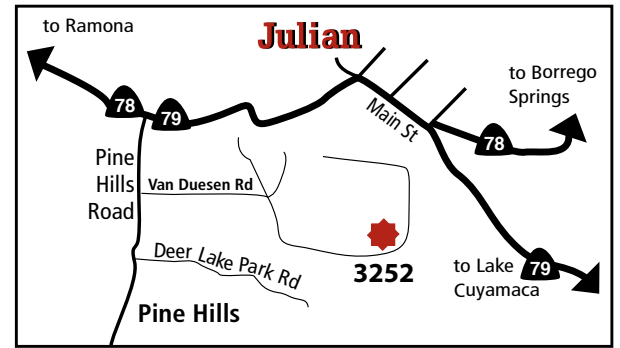 to Ramona
Julian
to Borrego
Springs
78
79
Main St
78
Pine
Hills
Road
Van Duesen Rd
Deer Lake Park Rd
3252
to Lake
Cuyamaca
79
Pine Hills